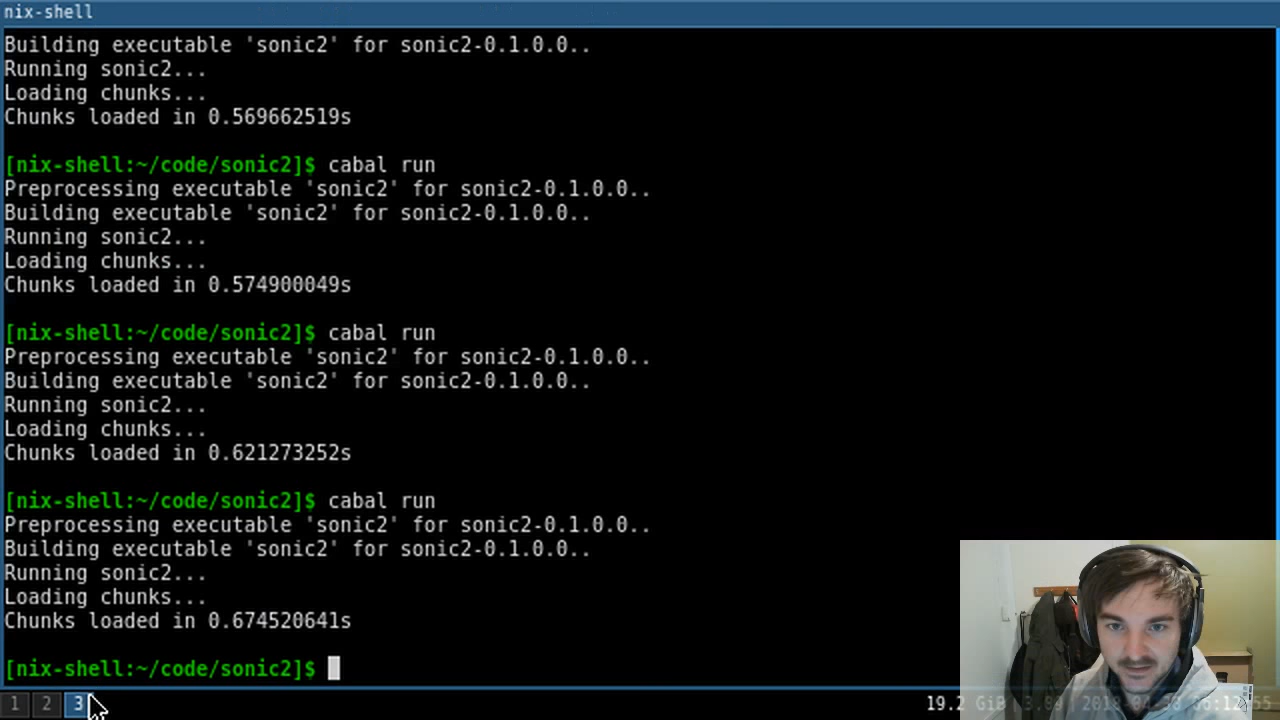 nix-shell
Building executable 'sonic2' for sonic2-0.1.0.0..
Running sonic2...
Loading chunks...
Chunks loaded in 0.569662519s
[nix-shell:~/code/sonic2]$ cabal run
Preprocessing executable 'sonic2' for sonic2-0.1.0.0..
Building executable 'sonic2' for sonic2-0.1.0.0..
Running sonic2...
Loading chunks...
Chunks loaded in 0.574900049s
[nix-shell:~/code/sonic2]$ cabal run
Preprocessing executable 'sonic2' for sonic2-0.1.0.0..
Building executable 'sonic2' for sonic2-0.1.0.0..
Running sonic2...
Loading chunks...
Chunks loaded in 0.621273252s
[nix-shell:~/code/sonic2]$ cabal run
Preprocessing executable 'sonic2' for sonic2-0.1.0.0..
Building executable 'sonic2' for sonic2-0.1.0.0..
Running sonic2...
Loading chunks...
Chunks loaded in 0.674520641s
[nix-shell:~/code/sonic2]$
1 2 3 19.2 GiB